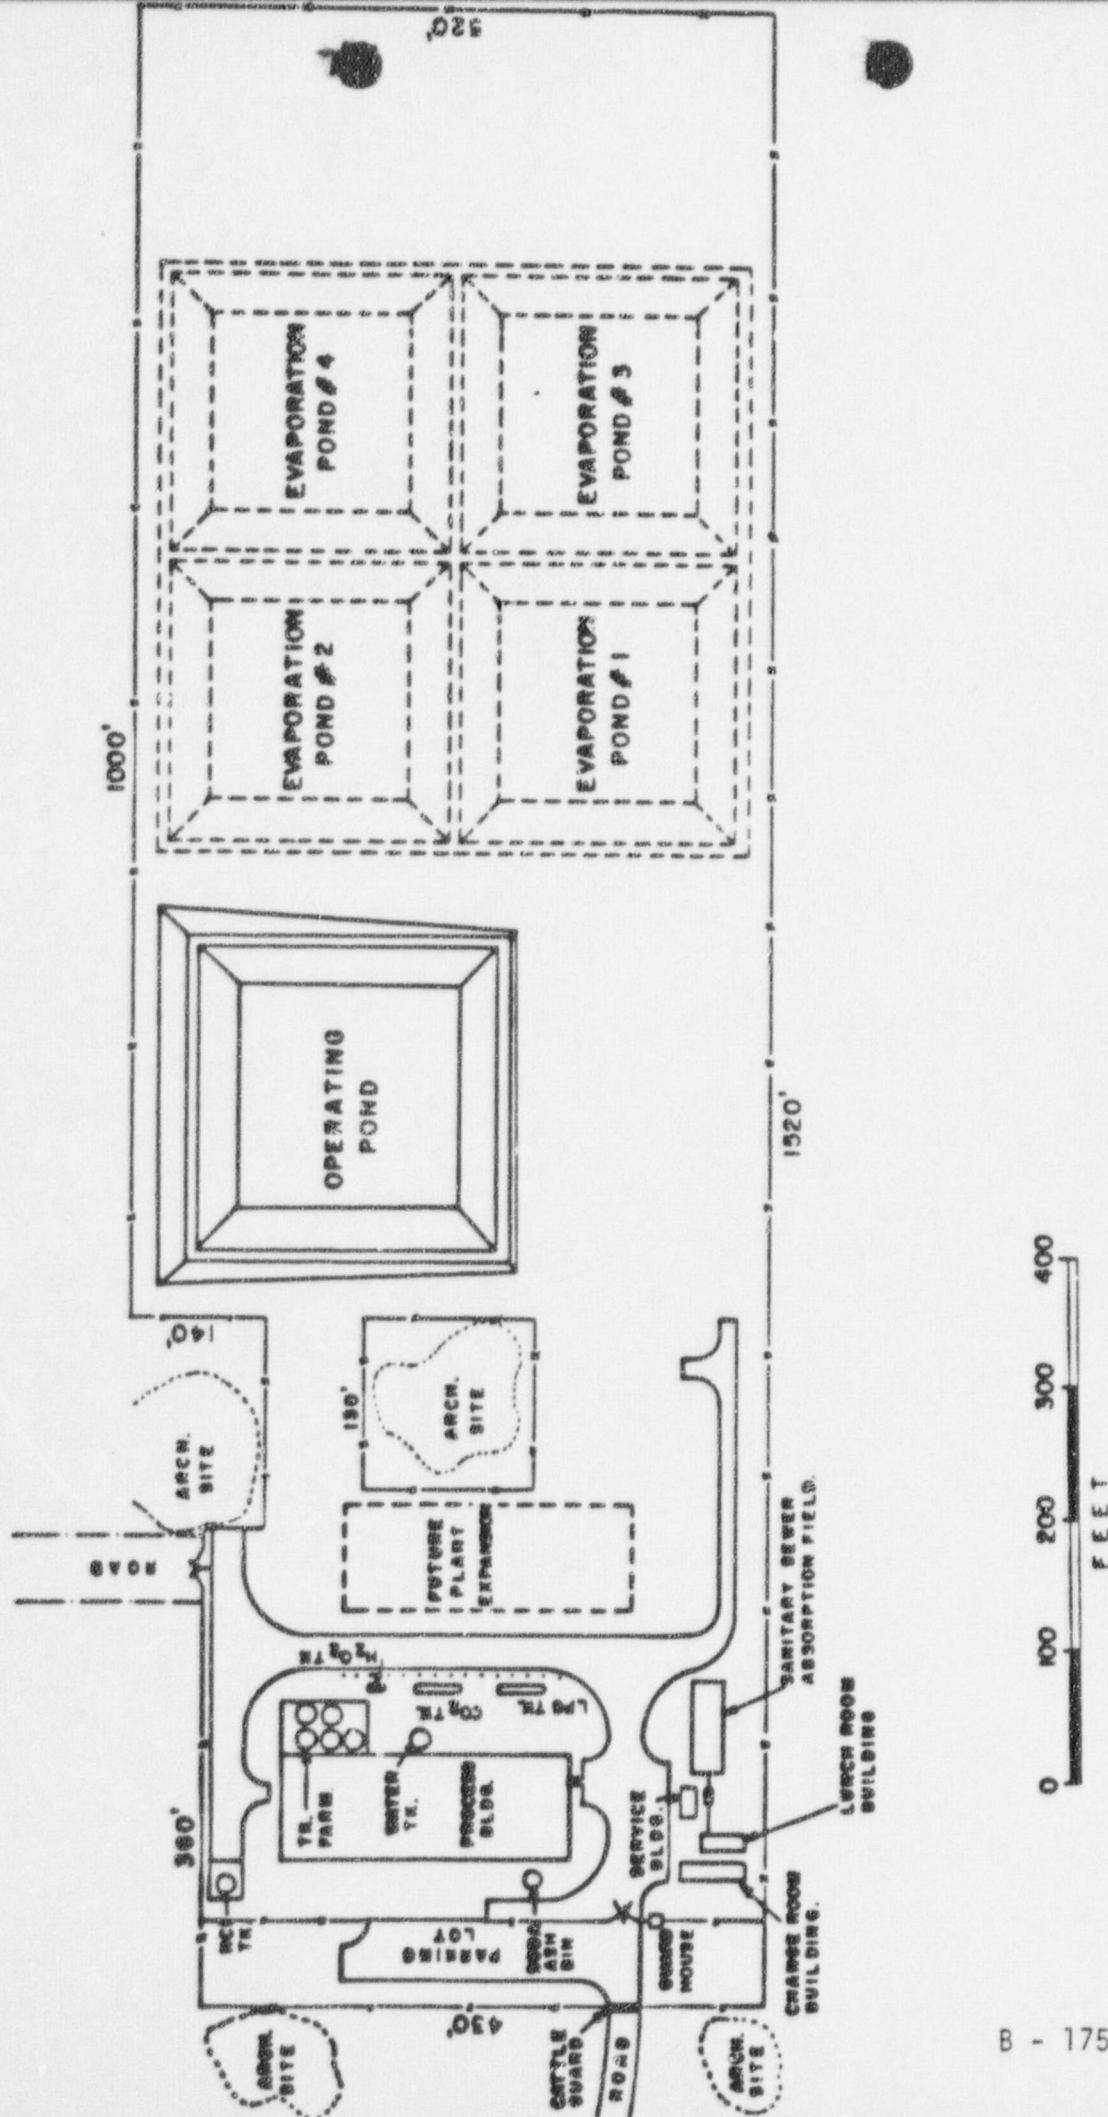 520'
EVAPORATION
POND # 4
EVAPORATION
POND # 3
EVAPORATION
POND # 2
EVAPORATION
POND # 1
1000'
OPERATING
POND
1520'
140'
ARCH.
SITE
190'
ARCH.
SITE
FUTURE
PLANT
EXPANSION
ROAD
SANITARY SEWER
ABSORPTION FIELD.
H2O2 TK
CO2 TK.
LPG TK.
TK.
FARM
WATER
TK.
PROCESS
BLDG.
SERVICE
BLDG.
LUNCH ROOM
BUILDING
CHANGE ROOM
BUILDING.
360'
TK.
PARKING
LOT
SODA
ASH
BIN
GUARD
HOUSE
430'
CATTLE
GUARD
ROAD
ARCH.
SITE
ARCH.
SITE
0 100 200 300 400
FEET
B - 175